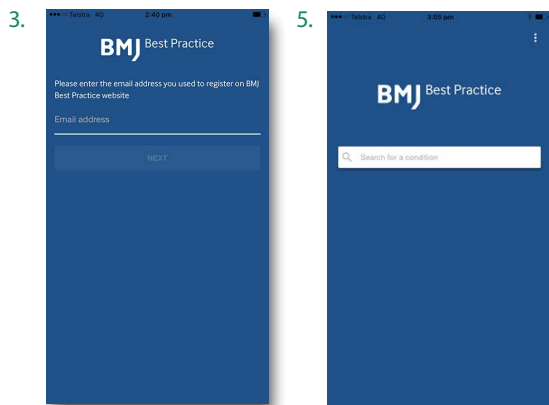 3.
Telstra 4G 2:40 pm
BMJ Best Practice
Please enter the email address you used to register on BMJ
Best Practice website
Email address
NEXT
5.
Telstra 4G 3:05 pm
BMJ Best Practice
Search for a condition